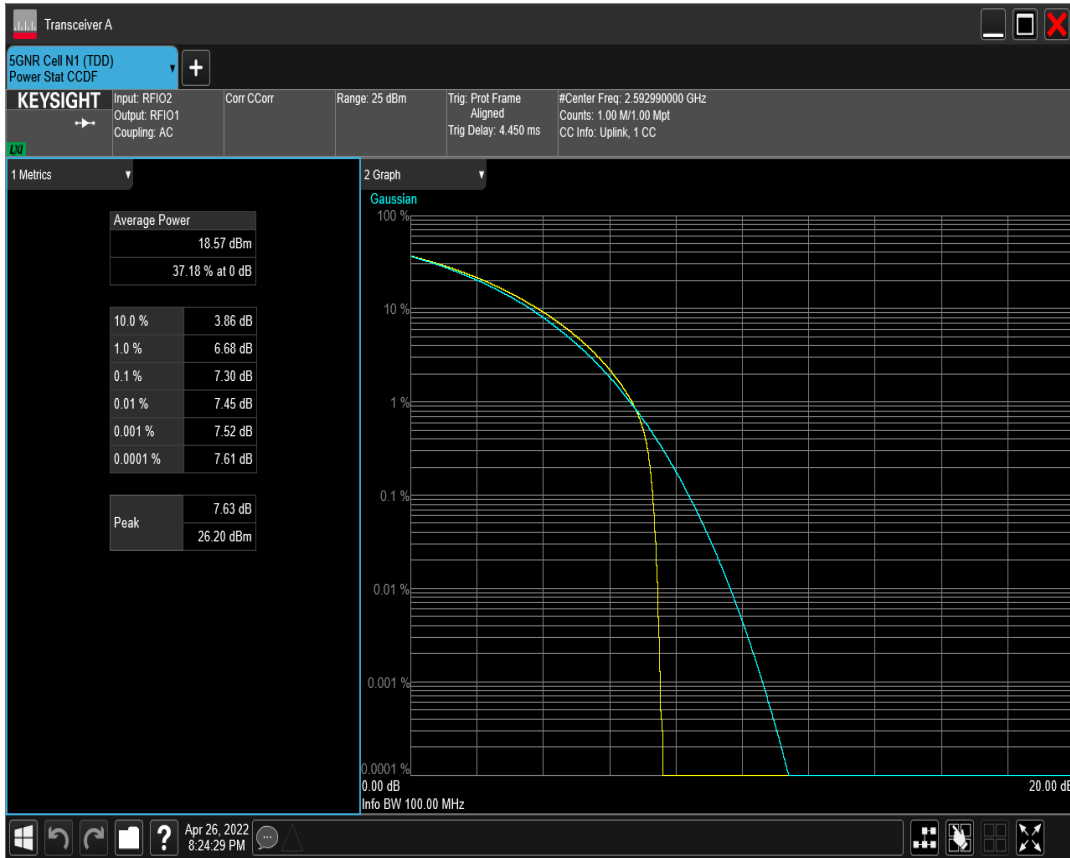 Transceiver A
5GNR Cell N1 (TDD)
Power Stat CCDF
KEYSIGHT
LXI
Input: RFIO2
Output: RFIO1
Coupling: AC
Corr CCorr
Range: 25 dBm
Trig: Prot Frame
Aligned
Trig Delay: 4.450 ms
#Center Freq: 2.592990000 GHz
Counts: 1.00 M/1.00 Mpt
CC Info: Uplink, 1 CC
1 Metrics
Average Power
18.57 dBm
37.18 % at 0 dB
10.0 % 3.86 dB
1.0 % 6.68 dB
0.1 % 7.30 dB
0.01 % 7.45 dB
0.001 % 7.52 dB
0.0001 % 7.61 dB
Peak
7.63 dB
26.20 dBm
2 Graph
Gaussian
100 %
10 %
1 %
0.1 %
0.01 %
0.001 %
0.0001 %
0.00 dB 20.00 dB
Info BW 100.00 MHz
?
Apr 26, 2022
8:24:29 PM